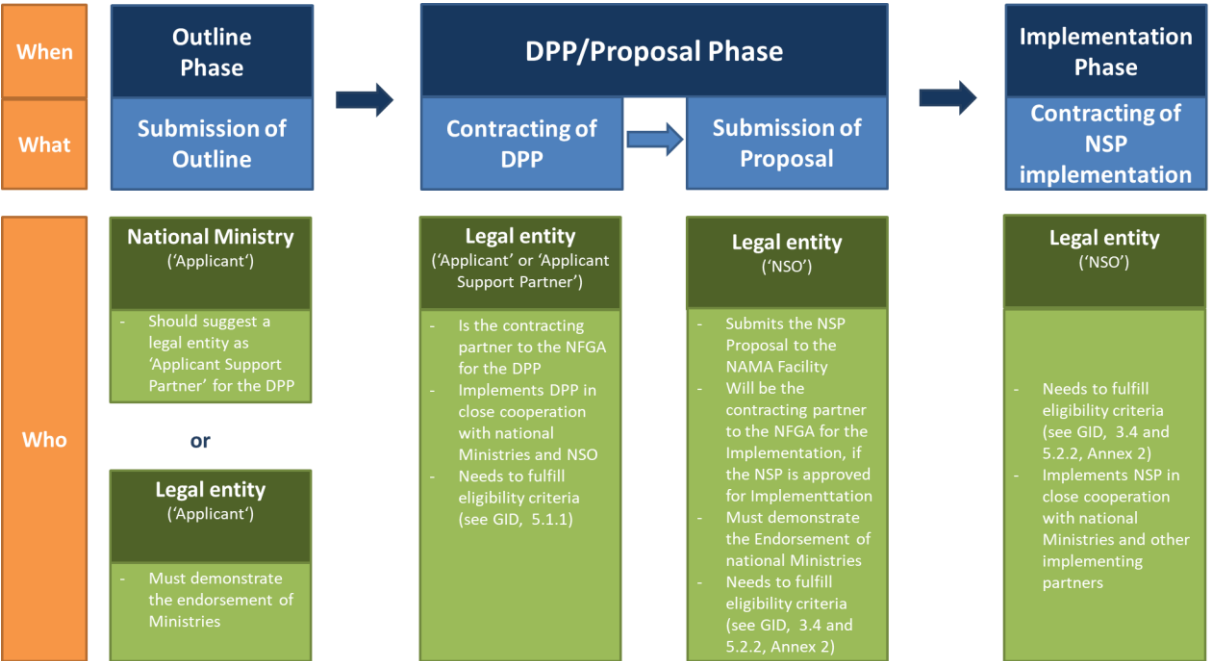 When
Outline
Phase
DPP/Proposal Phase
Implementation
Phase
What
Submission of
Outline
Contracting of
DPP
Submission of
Proposal
Contracting of
NSP
implementation
Who
National Ministry
('Applicant')
- Should suggest a
legal entity as
'Applicant Support
Partner' for the DPP
or
Legal entity
('Applicant')
- Must demonstrate
the endorsement of
Ministries
Legal entity
('Applicant' or 'Applicant
Support Partner')
- Is the contracting
partner to the NFGA
for the DPP
- Implements DPP in
close cooperation
with national
Ministries and NSO
- Needs to fulfill
eligibility criteria
(see GID, 5.1.1)
Legal entity
('NSO')
- Submits the NSP
Proposal to the
NAMA Facility
- Will be the
contracting partner
to the NFGA for the
Implementation, if
the NSP is approved
for Implementtation
- Must demonstrate
the Endorsement of
national Ministries
- Needs to fulfill
eligibility criteria
(see GID, 3.4 and
5.2.2, Annex 2)
Legal entity
('NSO')
- Needs to fulfill
eligibility criteria
(see GID, 3.4 and
5.2.2, Annex 2)
- Implements NSP in
close cooperation
with national
Ministries and other
implementing
partners